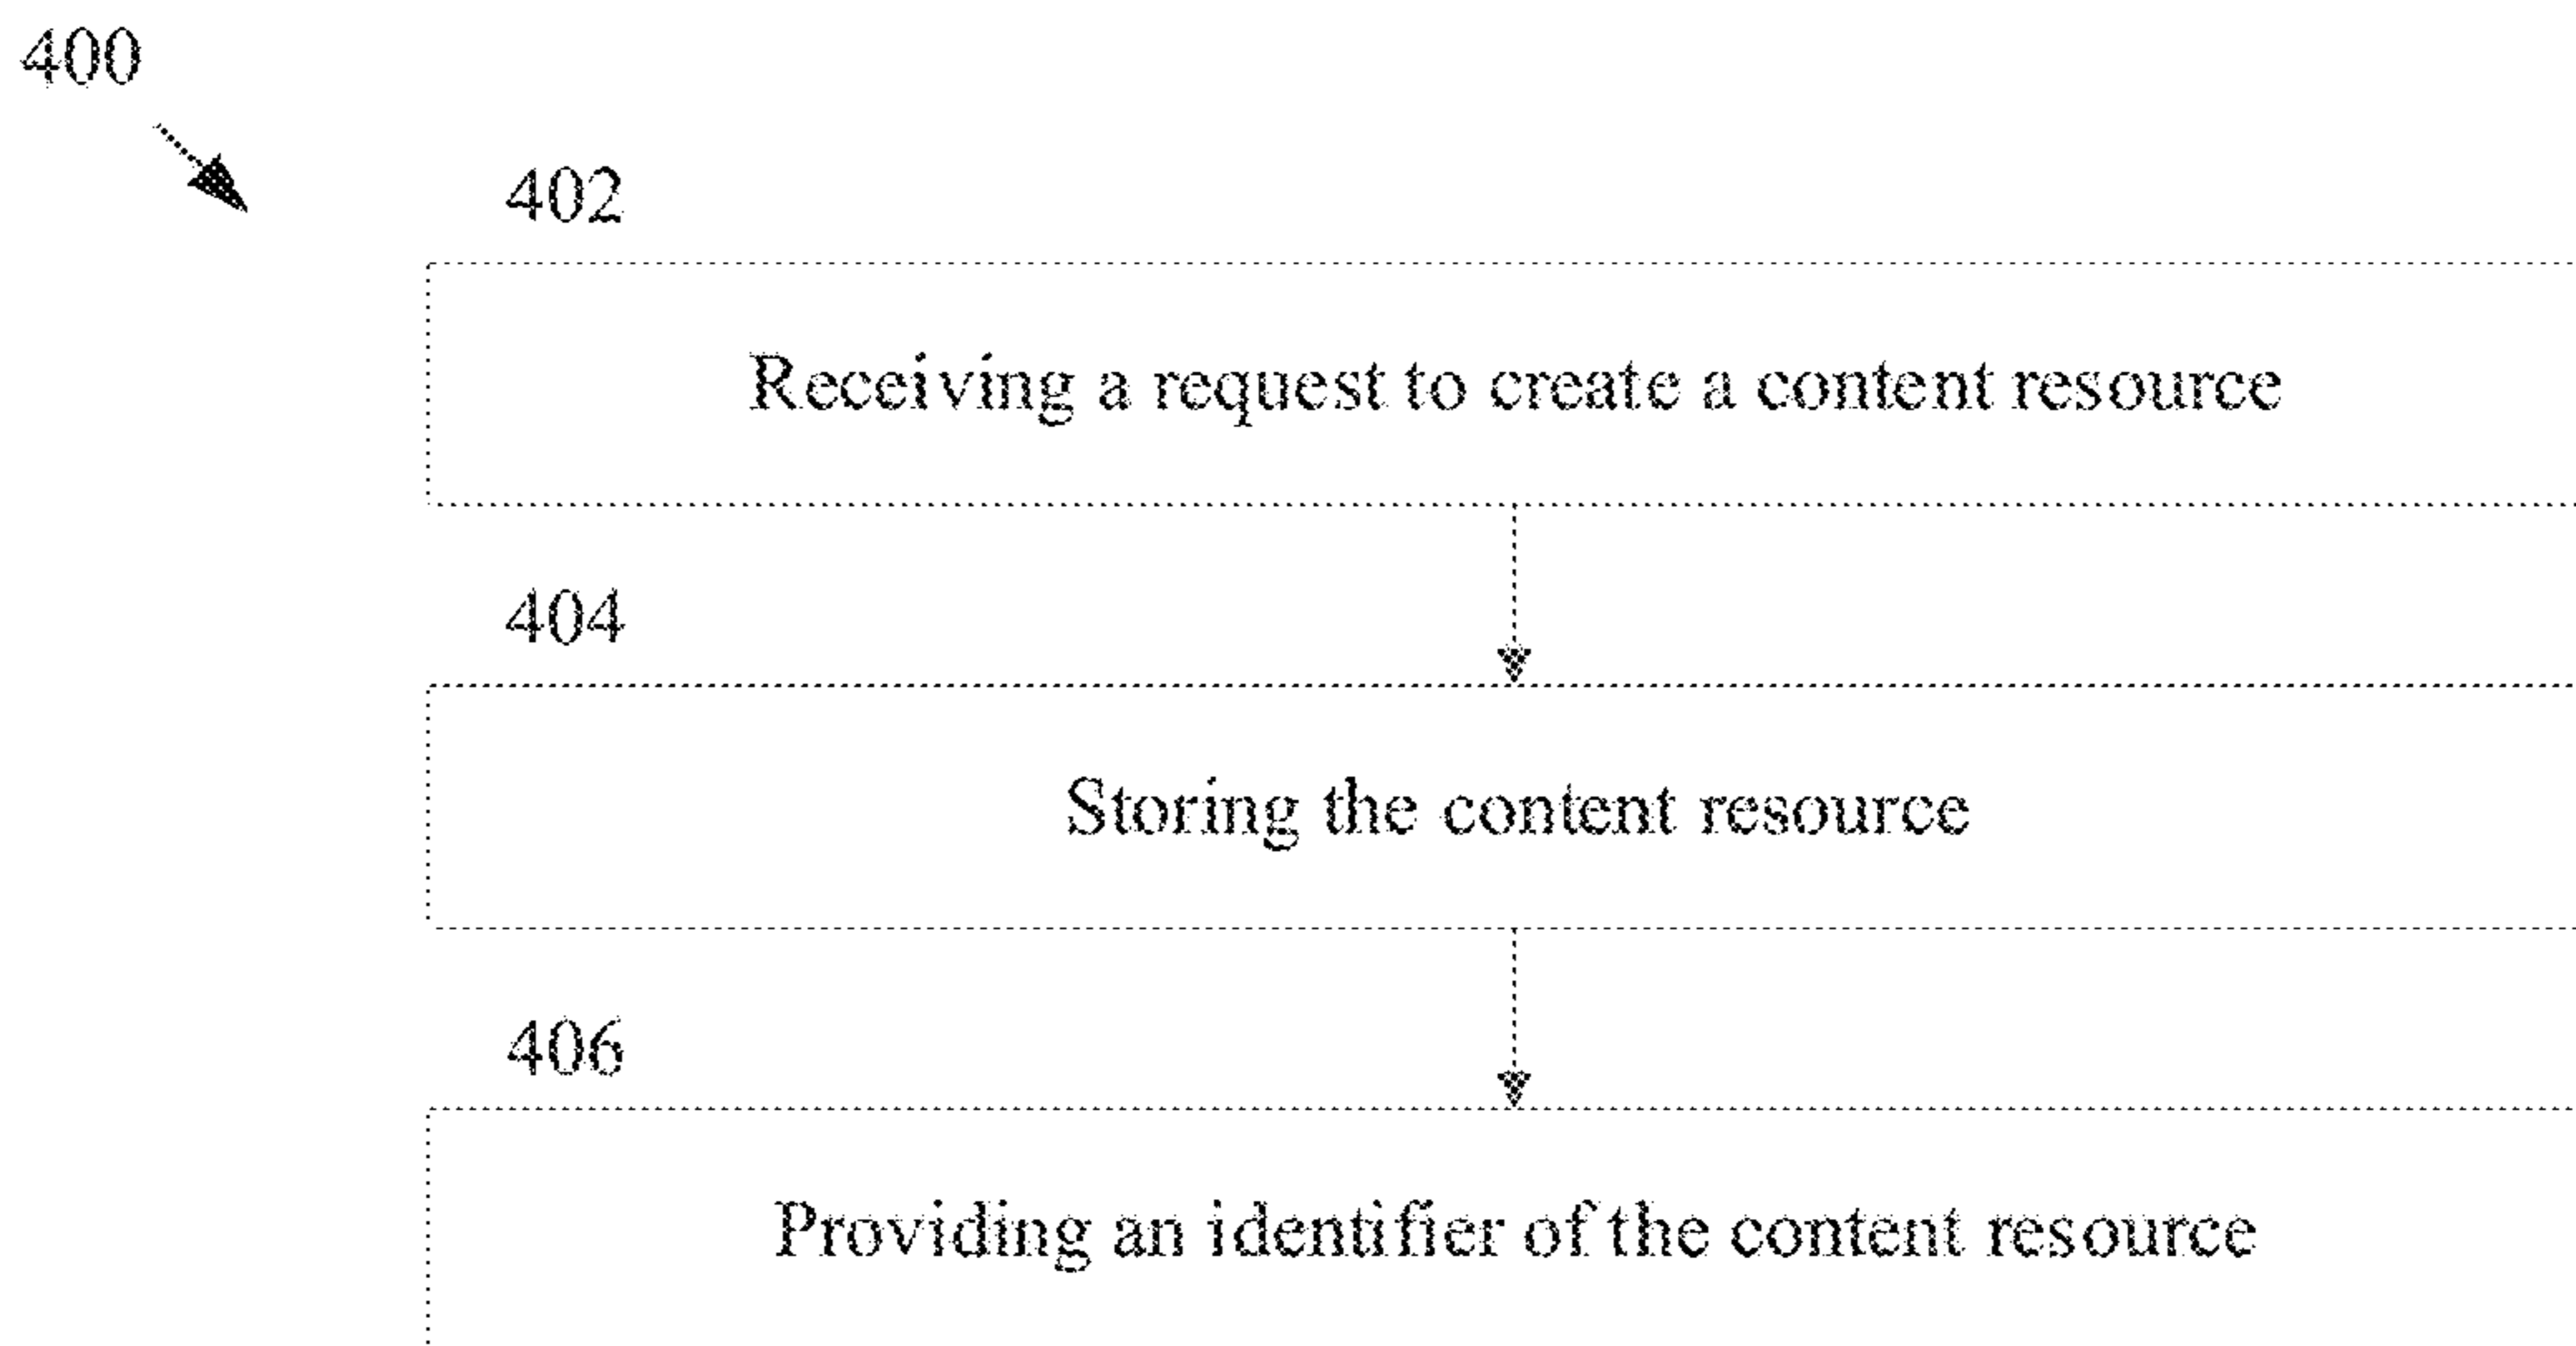 400
402
Receiving a request to create a content resource
404
Storing the content resource
406
Providing an identifier of the content resource